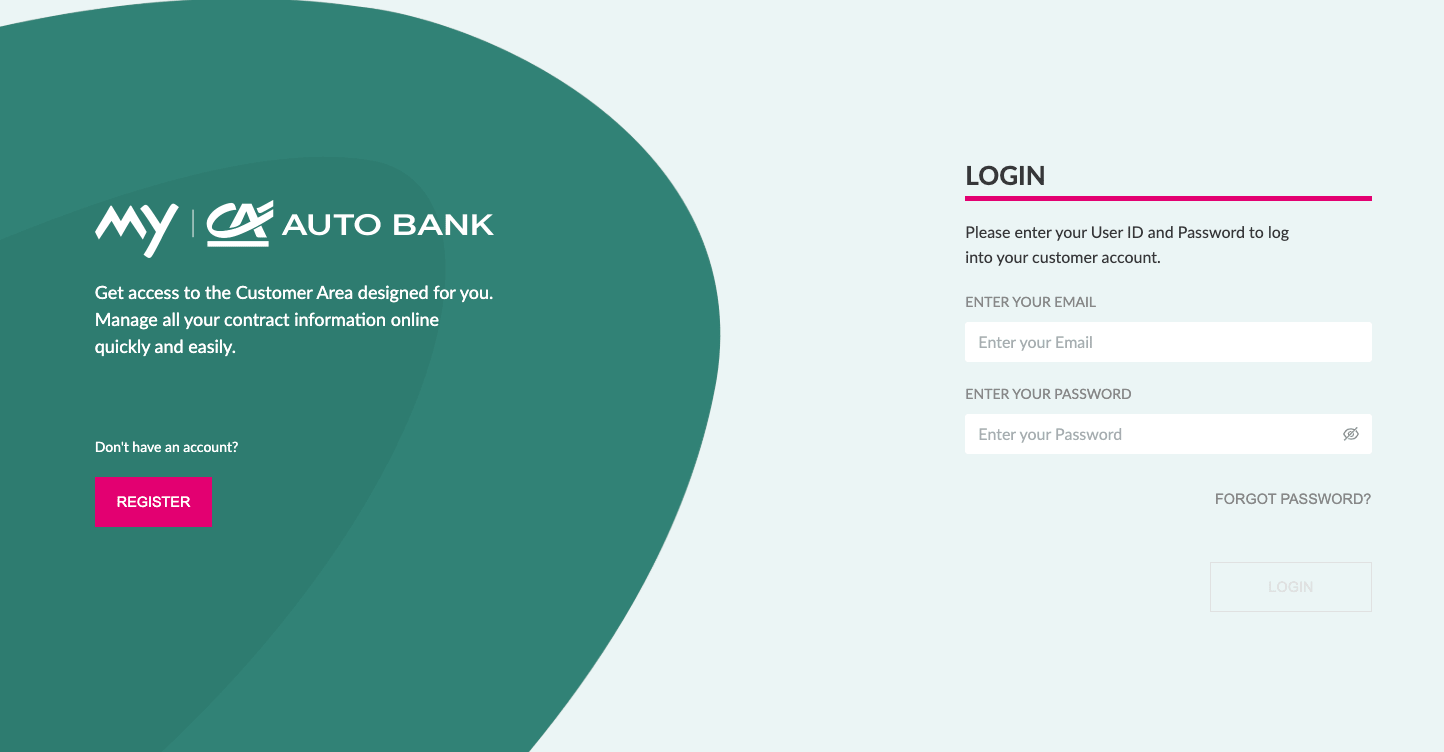 my | CA AUTO BANK
Get access to the Customer Area designed for you.
Manage all your contract information online
quickly and easily.
Don't have an account?
REGISTER
LOGIN
Please enter your User ID and Password to log
into your customer account.
ENTER YOUR EMAIL
Enter your Email
ENTER YOUR PASSWORD
Enter your Password
FORGOT PASSWORD?
LOGIN